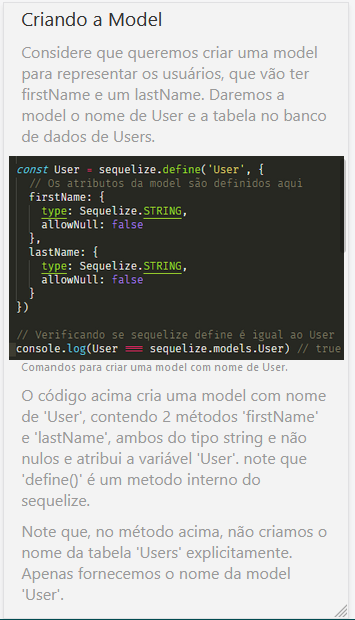 Criando a Model
Considere que queremos criar uma model
para representar os usuários, que vão ter
firstName e um lastName. Daremos a
model o nome de User e a tabela no banco
de dados de Users.
const User = sequelize.define('User', {
// Os atributos da model são definidos aqui
firstName: {
type: Sequelize.STRING,
allowNull: false
},
lastName: {
type: Sequelize.STRING,
allowNull: false
}
})
// Verificando se sequelize define é igual ao User
console.log(User === sequelize.models.User) // true
Comandos para criar uma model com nome de User.
O código acima cria uma model com nome
de 'User', contendo 2 métodos 'firstName'
e 'lastName', ambos do tipo string e não
nulos e atribui a variável 'User'. note que
'define()' é um metodo interno do
sequelize.
Note que, no método acima, não criamos o
nome da tabela 'Users' explicitamente.
Apenas fornecemos o nome da model
'User'.